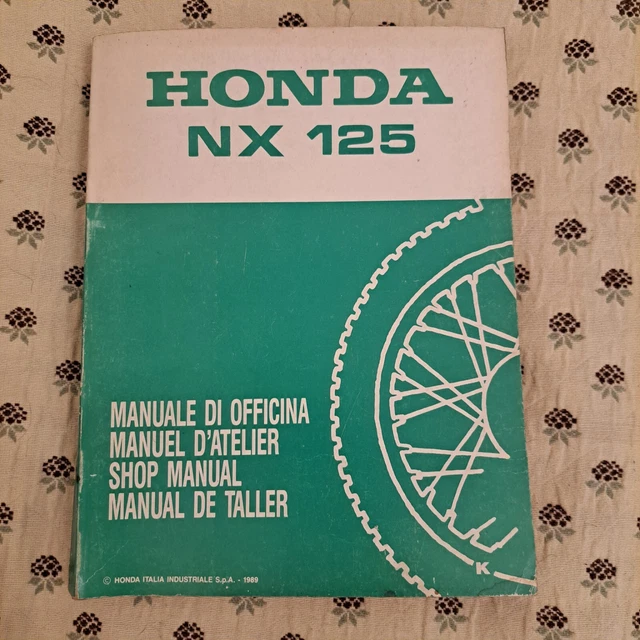 HONDA
NX 125
MANUALE DI OFFICINA
MANUEL D'ATELIER
SHOP MANUAL
MANUAL DE TALLER
K
© HONDA ITALIA INDUSTRIALE S.p.A. - 1989